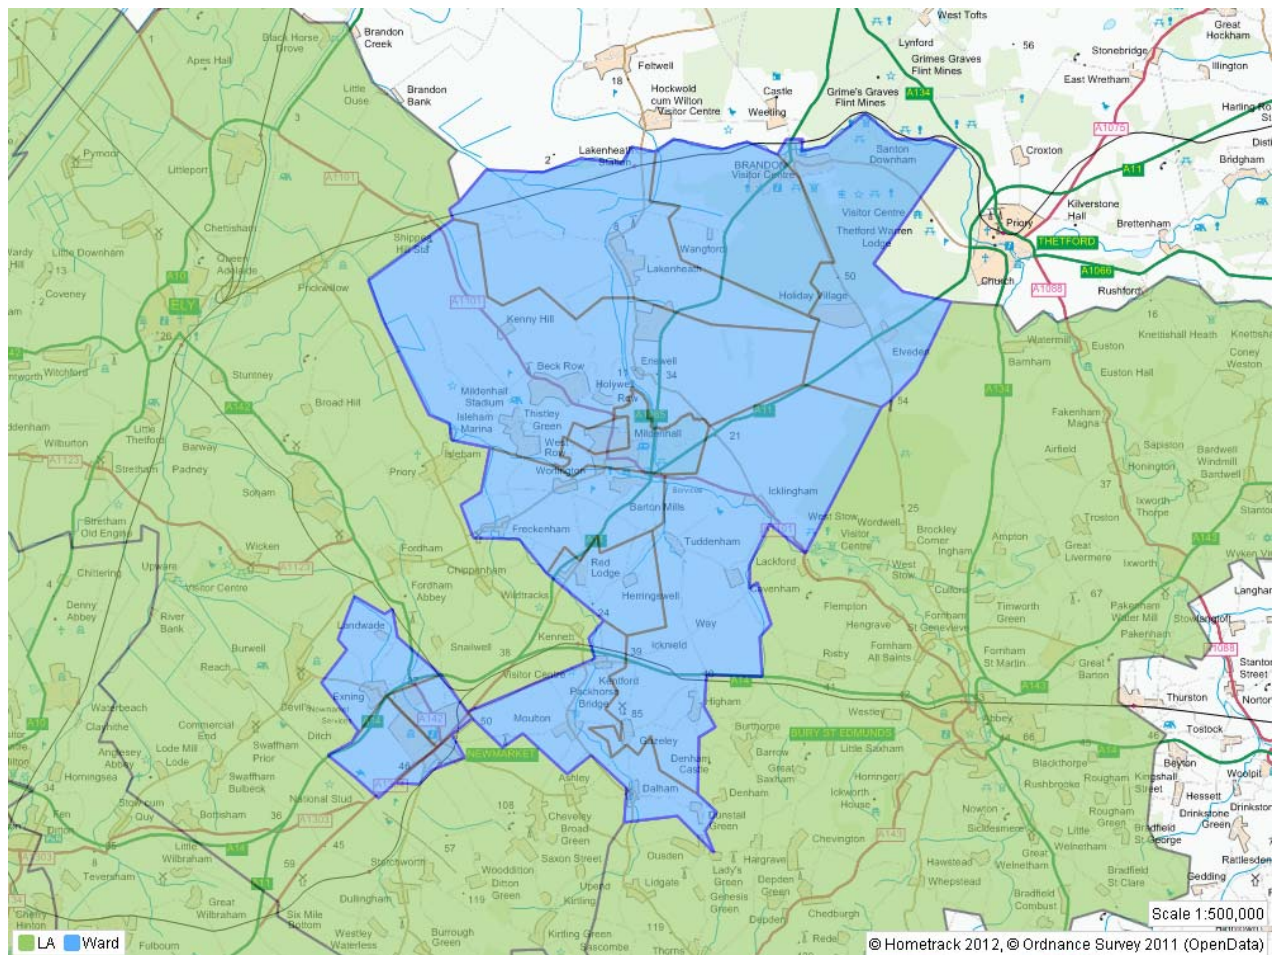 West Tofts
Great
Hockham
Brandon
Creek
Black Horse
Drove
Apes Hall
Lynford
56
Stonebridge
Grimes Graves
Flint Mines
Illington
Feltwell
18
East Wretham
Little
Ouse
Brandon
Bank
Hockwold
cum Wilton
Visitor Centre
Castle
Weeting
Grime's Graves
Flint Mines
A134
A1075
Croxton
A11
Bridgham
Pymoor
Littleport
A1101
2
Lakenheath
Station
BRANDON
Visitor Centre
Santon
Downham
Kilverstone
Hall
Brettenham
Priory
THETFORD
A1066
Church
A1088
Rushford
Visitor Centre
Thetford Warren
Lodge
Chettisham
Shippea
Hill Sta
Wangford
Lakenheath
Little Downham
13
Coveney
Queen
Adelaide
A10
ELY
Prickwillow
50
Holiday Village
A1101
Kenny Hill
16
Knettishall Heath
Euston
Coney
Weston
Watermill
Barnham
Euston Hall
Elveden
Witchford
Stuntney
Beck Row
Eriswell
34
Holywell
Row
Mildenhall
Stadium
Isleham
Marina
Thistley
Green
West
Row
A11
54
A134
A142
Broad Hill
Little
Thetford
Fakenham
Magna
Mildenhall
21
Wilburton
Barway
Airfield
Sapiston
Bardwell
Windmill
Bardwell
Honington
A1123
Stretham
Padney
Isleham
Priory
Worlington
Soham
Icklingham
37
Ixworth
Thorpe
Barton Mills
Troston
25
Stretham
Old Engine
Freckenham
West Stow
Visitor
Centre
Wordwell
Brockley
Corner
Ingham
Ampton
Great
Livermere
A143
Ixworth
A11
Tuddenham
Wicken
Fordham
A1123
Chittering
Upware
Visitor Centre
Chippenham
Red
Lodge
Lackford
West
Stow
Culford
Cavenham
Fordham
Abbey
Wildtracks
Herringswell
Denny
Abbey
River
Bank
24
Flempton
Hengrave
Fornham
St Genevieve
Timworth
Green
67
Pakenham
Water Mill
Pakenham
Landwade
Kennett
Way
Icknield
Burwell
Snailwell
38
39
Risby
Fornham
All Saints
Fornham
St Martin
Great
Barton
A1088
Reach
Visitor Centre
Kentford
A14
A143
Exning
Packhorse
Bridge
Higham
Thurston
Waterbeach
Devil's
Ditch
A142
50
Moulton
85
Westley
Abbey
Tostock
Commercial
End
Lode Mill
Lode
Anglesey
Abbey
Swaffham
Prior
NEWMARKET
Gazeley
Burthorpe
BURY ST EDMUNDS
Little Saxham
66
45
46
A14
Barrow
Blackthorpe
Beyton
Horningsea
Swaffham
Bulbeck
46
Ashley
Denham
Castle
Great
Saxham
Horringer
Rushbrooke
Rougham
Kingshall
Street
Woolpit
National Stud
Dalham
Denham
Ickworth
House
Hessett
34
Stow cum
Quy
Bottisham
36
A1303
108
Cheveley
Broad
Green
Dunstall
Green
Nowton
Rougham
Green
Drinkstone
Green
Sicklesmere
Little
Welnetham
Bradfield
St George
Fen
Ditton
A1303
8
A14
Little
Wilbraham
45
57
Saxon Street
Ousden
Chevington
A143
Hawstead
Great
Welnetham
Rattlesden
59
Stetchworth
Hargrave
Teversham
A11
Dullingham
Woodditton
Ditton
Green
119
Upend
Kirtling
Lidgate
Lady's
Green
Genesis
Green
Depden
Green
Depden
Whepstead
Bradfield
St Clare
Gedding
Great
Wilbraham
Six Mile
Bottom
Chedburgh
Bradfield
Combust
Cherry
Hinton
Westley
Waterless
Burrough
Green
Kirtling Green
119
Rede
Scale 1:500,000
LA
Ward
Fulbourn
© Hometrack 2012, © Ordnance Survey 2011 (OpenData)